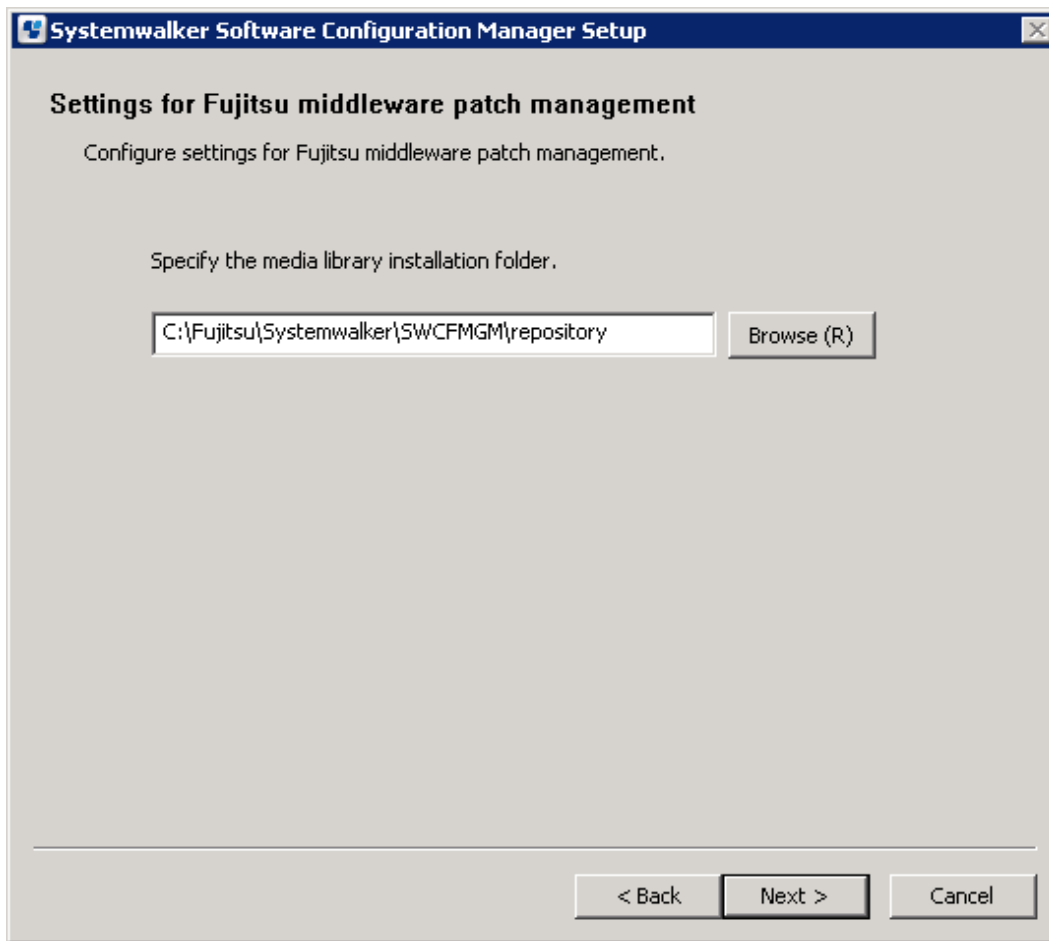 Systemwalker Software Configuration Manager Setup
Settings for Fujitsu middleware patch management
Configure settings for Fujitsu middleware patch management.
Specify the media library installation folder.
C:\Fujitsu\Systemwalker\SWCFMGM\repository
Browse (R)
< Back
Next >
Cancel